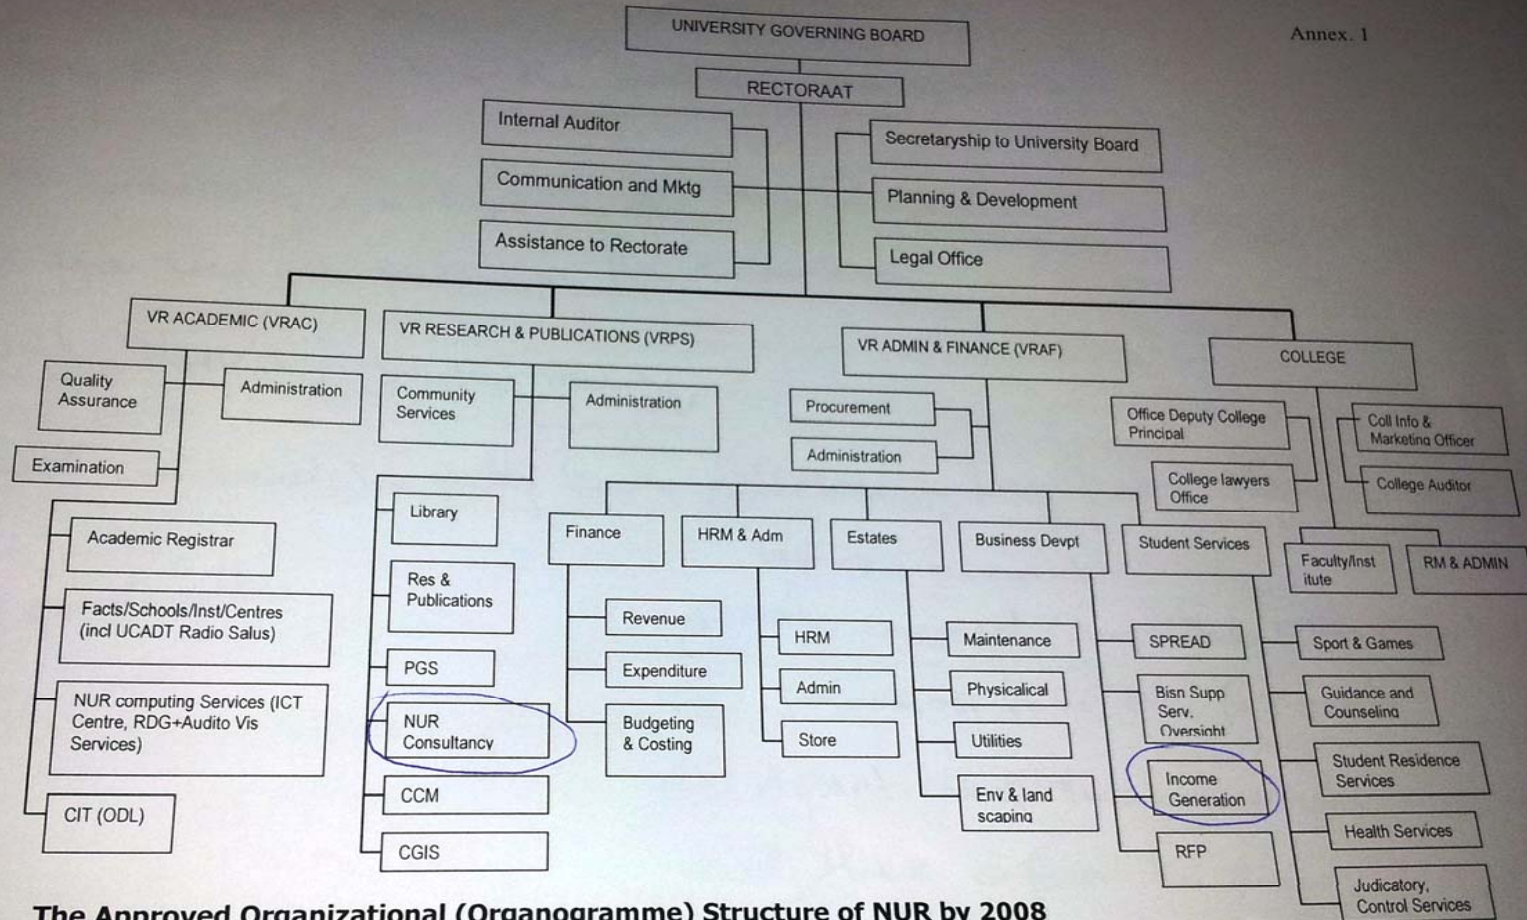 Annex. 1
UNIVERSITY GOVERNING BOARD
RECTORAAT
Internal Auditor
Communication and Mktg
Assistance to Rectorate
Secretaryship to University Board
Planning & Development
Legal Office
VR ACADEMIC (VRAC)
VR RESEARCH & PUBLICATIONS (VRPS)
VR ADMIN & FINANCE (VRAF)
COLLEGE
Quality
Assurance
Administration
Examination
Academic Registrar
Facts/Schools/Inst/Centres
(incl UCADT Radio Salus)
NUR computing Services (ICT
Centre, RDG+Audito Vis
Services)
CIT (ODL)
Community
Services
Administration
Library
Res &
Publications
PGS
NUR
Consultancy
CCM
CGIS
Procurement
Administration
Finance
Revenue
Expenditure
Budgeting
& Costing
HRM & Adm
HRM
Admin
Store
Estates
Maintenance
Physicalical
Utilities
Env & land
scaping
Business Devpt
SPREAD
Bisn Supp
Serv.
Oversight
Income
Generation
RFP
Student Services
Sport & Games
Guidance and
Counseling
Student Residence
Services
Health Services
Judicatory,
Control Services
Office Deputy College
Principal
College lawyers
Office
Coll Info &
Marketing Officer
College Auditor
Faculty/Inst
itute
RM & ADMIN
The Approved Organizational (Organogramme) Structure of NUR by 2008